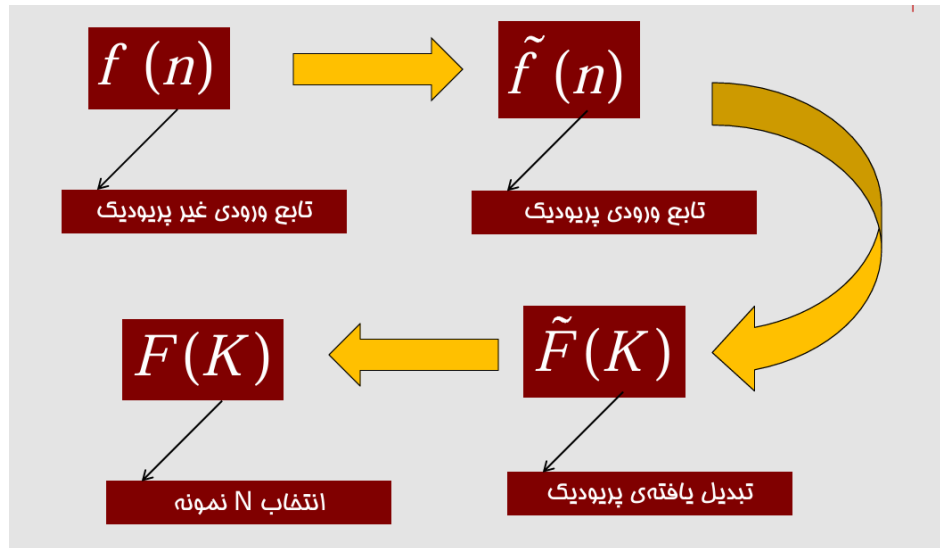 f (n)
f̃ (n)
تابع ورودی غیر پریودیک
تابع ورودی پریودیک
F(K)
F̃(K)
انتخاب N نمونه
تبدیل یافته‌ی پریودیک